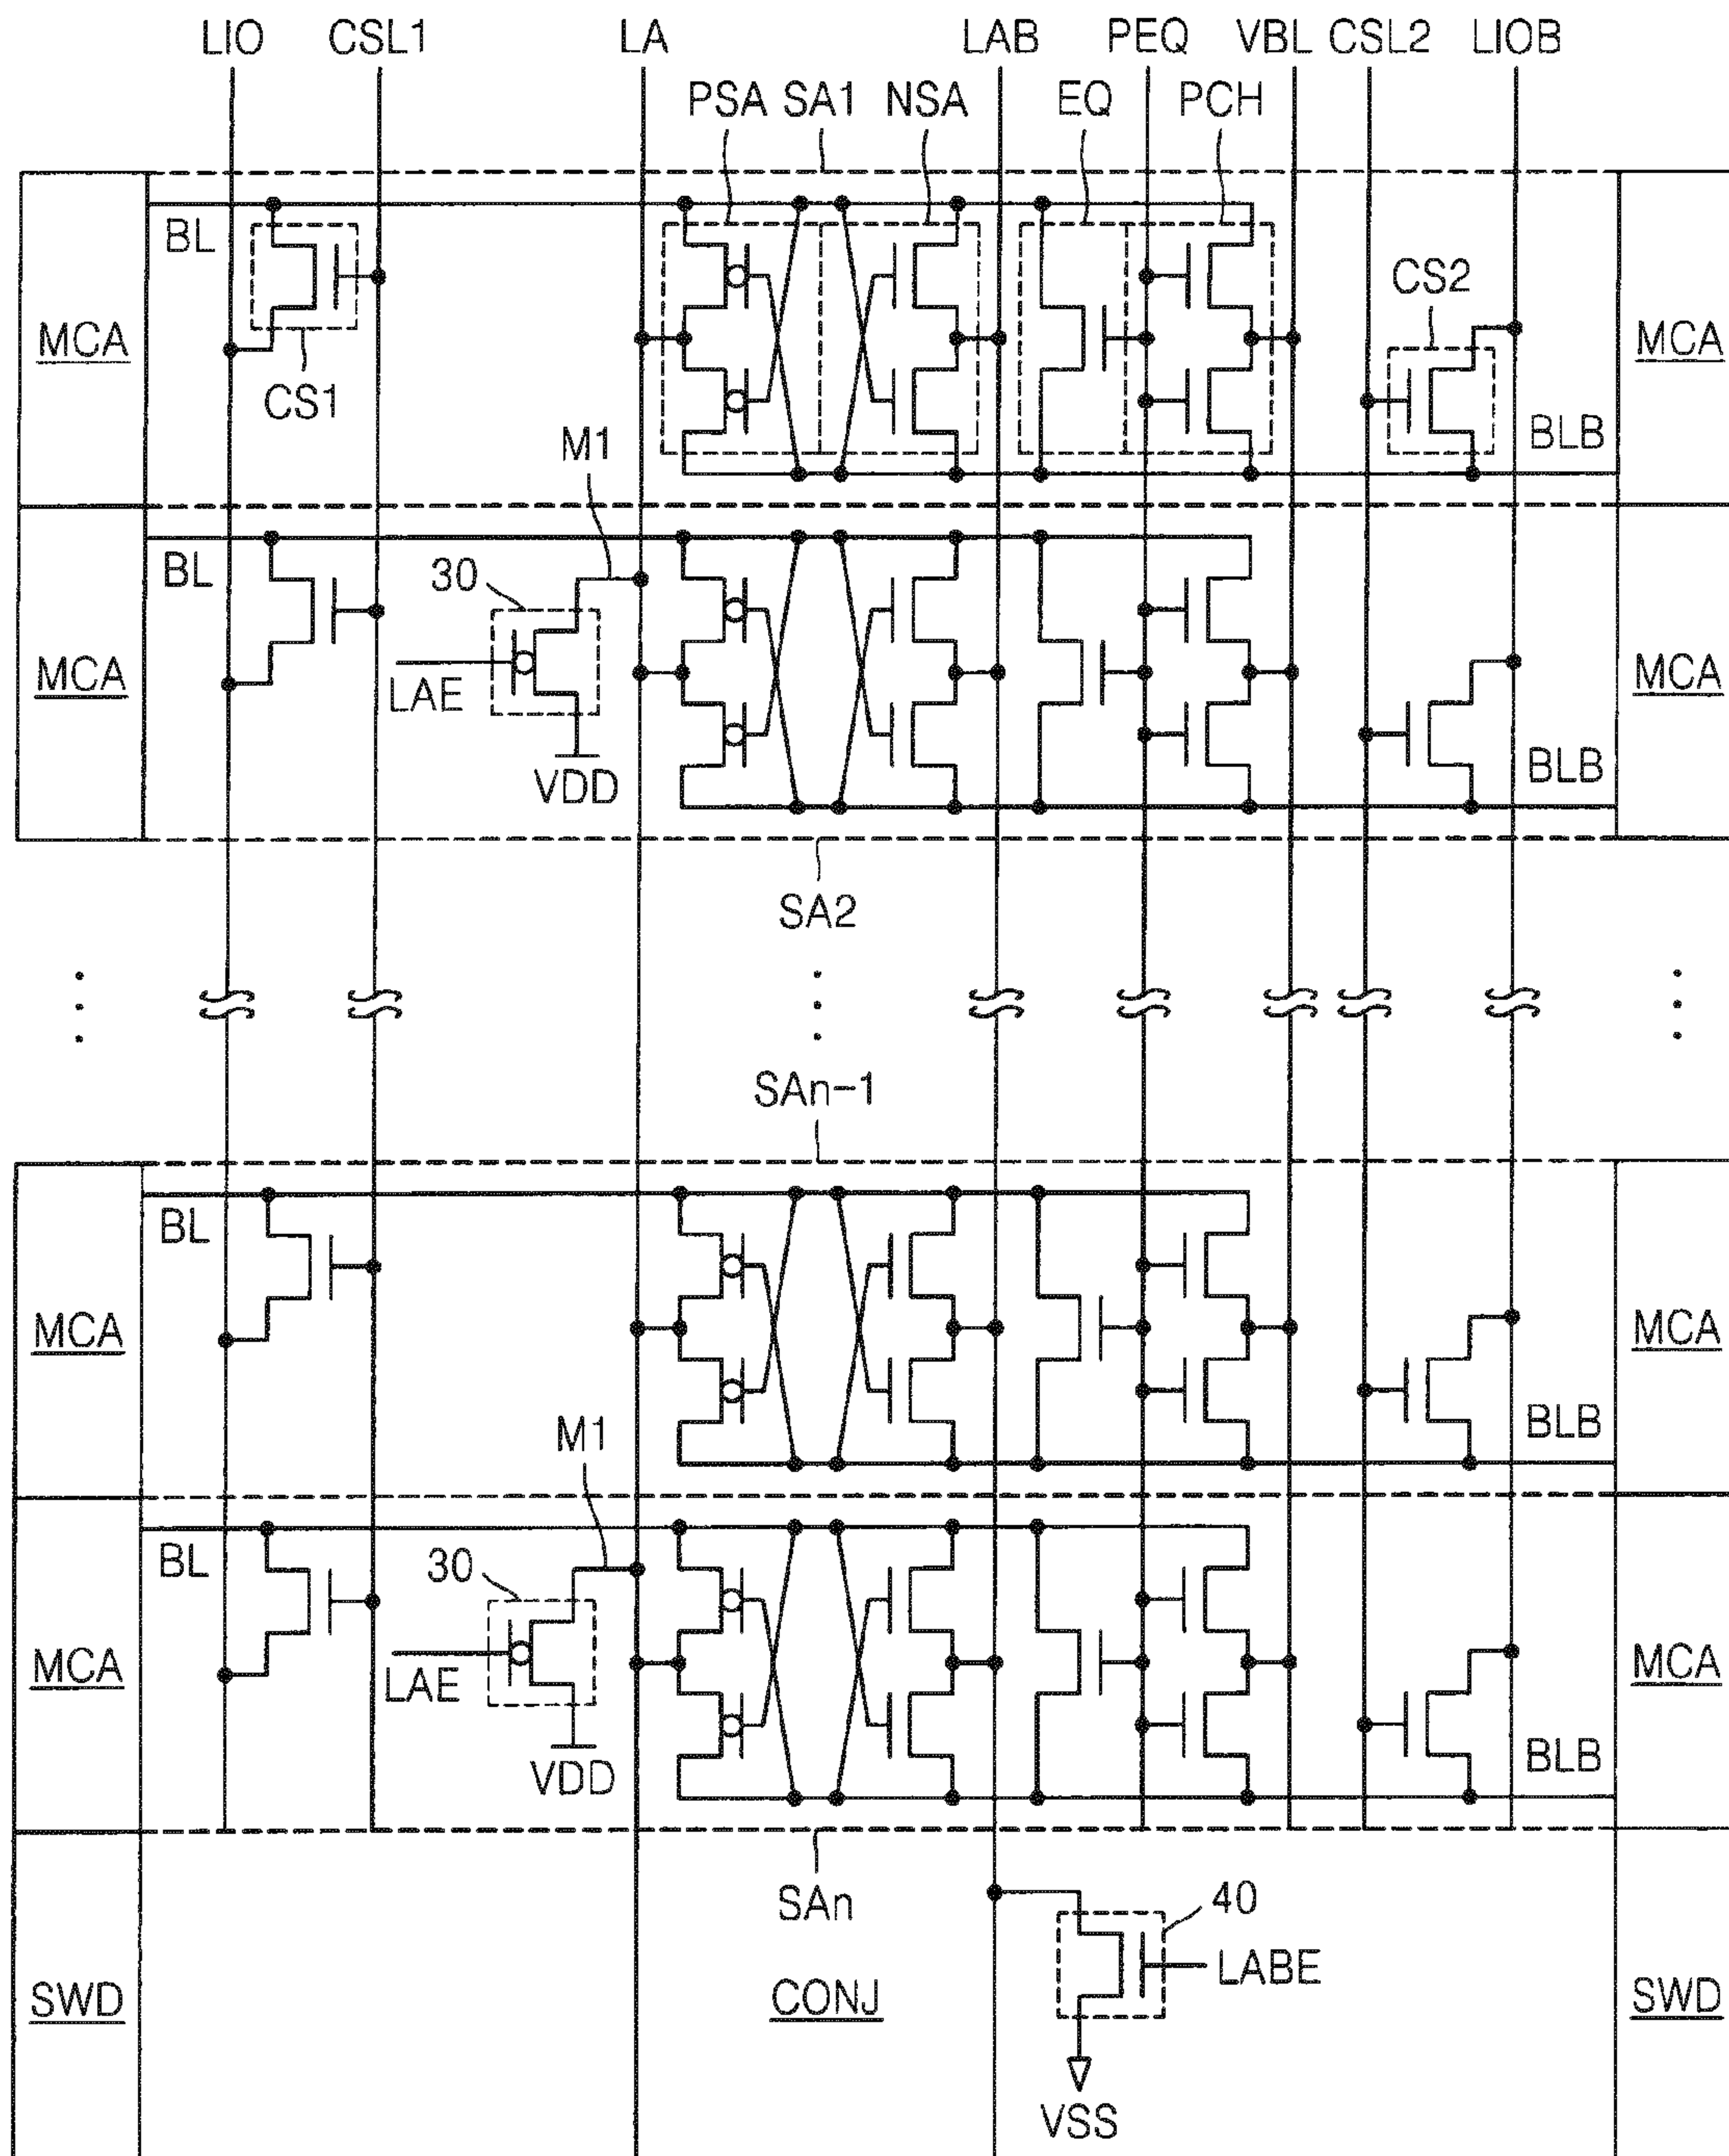 LIO CSL1 LA LAB PEQ VBL CSL2 LIOB
PSA SA1 NSA EQ PCH
BL
CS2
MCA MCA
CS1
BLB
M1
BL
30
MCA LAE MCA
VDD BLB
SA2
SAn-1
BL
MCA MCA
M1 BLB
BL
30
MCA LAE MCA
VDD BLB
SAn 40
LABE
SWD CONJ SWD
VSS